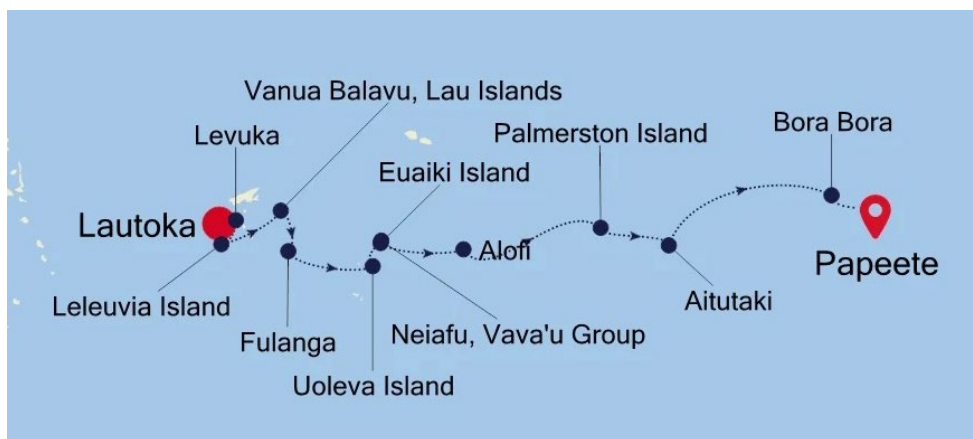 Vanua Balavu, Lau Islands
Levuka
Bora Bora
Palmerston Island
Euaiki Island
Lautoka
Alofi
Papeete
Leleuvia Island
Aitutaki
Fulanga
Neiafu, Vava'u Group
Uoleva Island